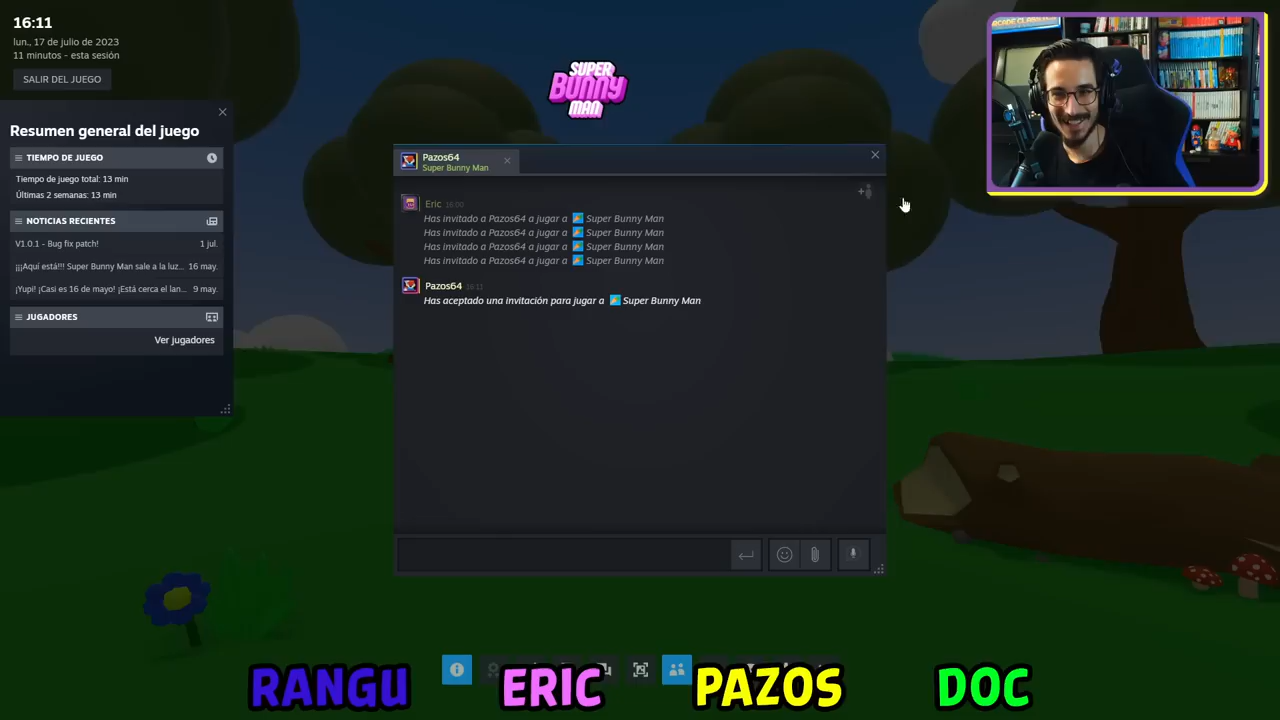 16:11
lun., 17 de julio de 2023
11 minutos - esta sesión
SALIR DEL JUEGO
Resumen general del juego
TIEMPO DE JUEGO
Tiempo de juego total: 13 min
Últimas 2 semanas: 13 min
NOTICIAS RECIENTES
V1.0.1 - Bug fix patch! 1 jul.
¡¡¡Aquí está!!! Super Bunny Man sale a la luz... 16 may.
¡Yupi! ¡Casi es 16 de mayo! ¡Está cerca el lan... 9 may.
JUGADORES
Ver jugadores
SUPER
BUNNY
MAN
Pazos64
Super Bunny Man
Eric 16:00
Has invitado a Pazos64 a jugar a Super Bunny Man
Has invitado a Pazos64 a jugar a Super Bunny Man
Has invitado a Pazos64 a jugar a Super Bunny Man
Has invitado a Pazos64 a jugar a Super Bunny Man
Pazos64 16:11
Has aceptado una invitación para jugar a Super Bunny Man
RANGU ERIC PAZOS DOC